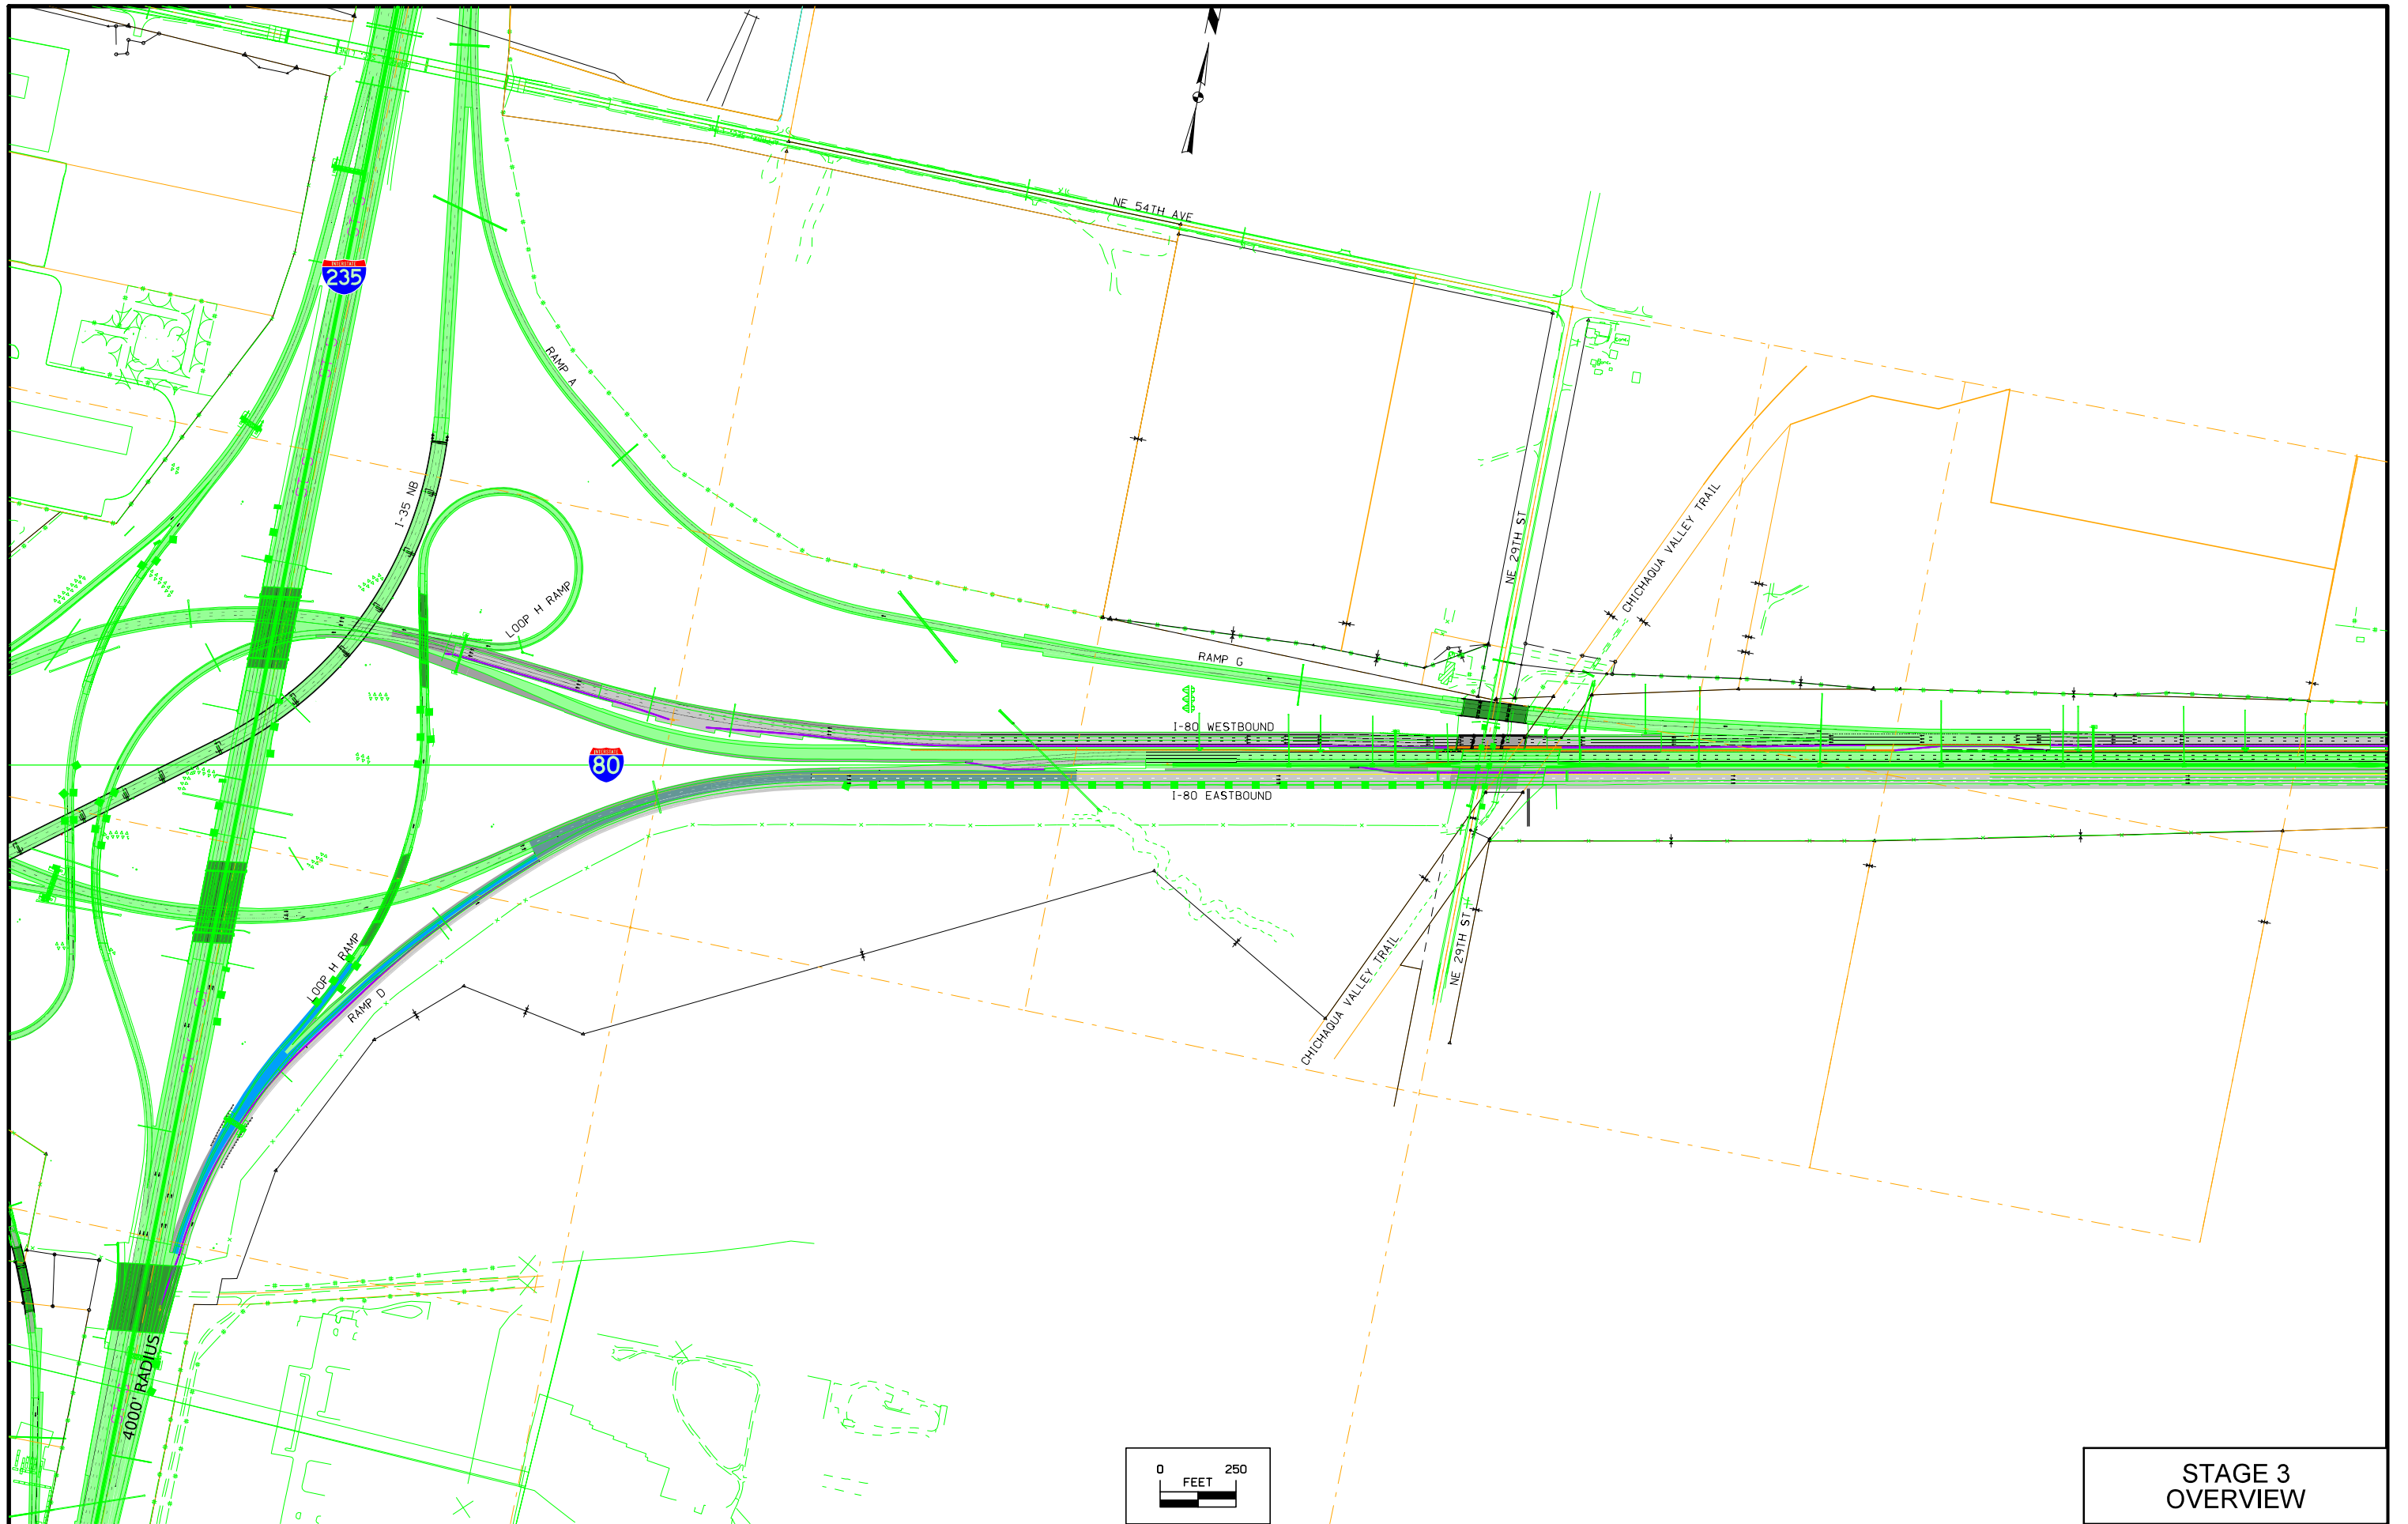 NE 54TH AVE
INTERSTATE
235
RAMP A
I-35 NB
NE 29TH ST
CHICHAQUA VALLEY TRAIL
LOOP H RAMP
RAMP G
I-80 WESTBOUND
INTERSTATE
80
I-80 EASTBOUND
LOOP H RAMP
RAMP D
CHICHAQUA VALLEY TRAIL
NE 29TH ST
4000' RADIUS
0 250
FEET
STAGE 3
OVERVIEW